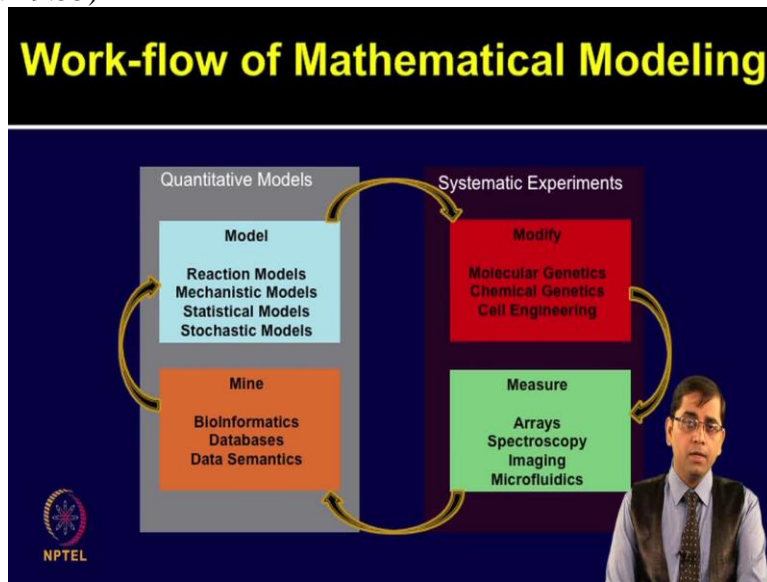 Work-flow of Mathematical Modeling
Quantitative Models
Model
Reaction Models
Mechanistic Models
Statistical Models
Stochastic Models
Mine
BioInformatics
Databases
Data Semantics
Systematic Experiments
Modify
Molecular Genetics
Chemical Genetics
Cell Engineering
Measure
Arrays
Spectroscopy
Imaging
Microfluidics
NPTEL